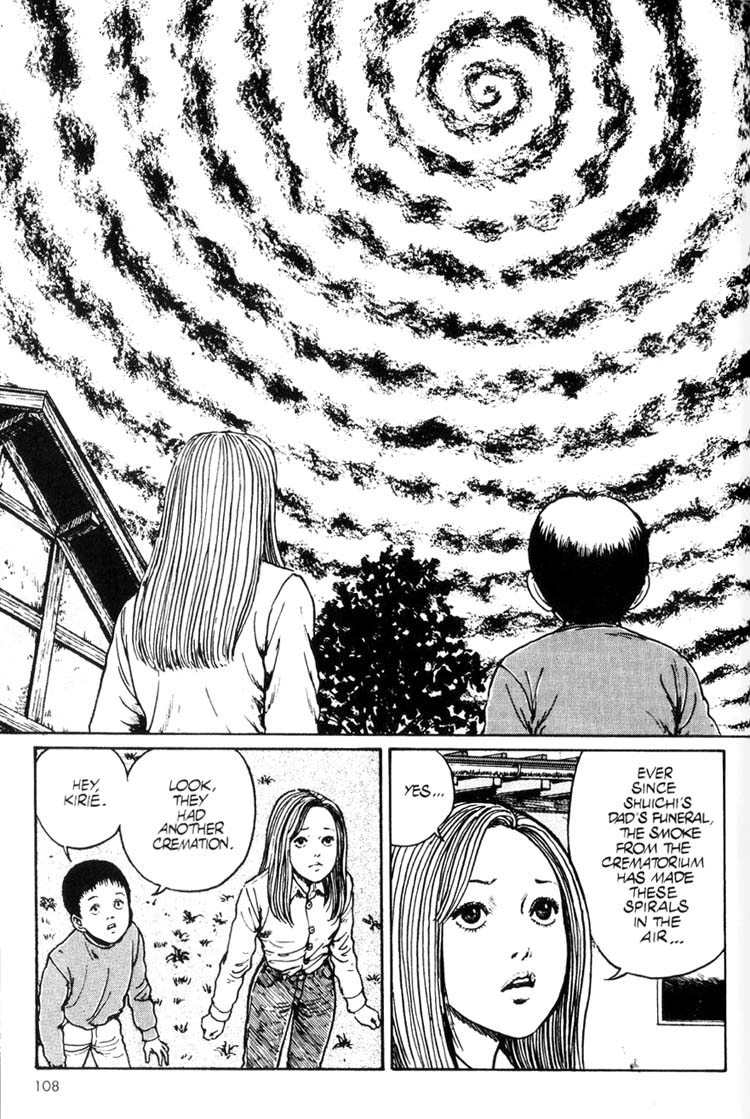 HEY,
KIRIE.
LOOK,
THEY
HAD
ANOTHER
CREMATION.
YES...
EVER
SINCE
SHUICHI'S
DAD'S FUNERAL,
THE SMOKE
FROM THE
CREMATORIUM
HAS MADE
THESE
SPIRALS
IN THE
AIR...
108